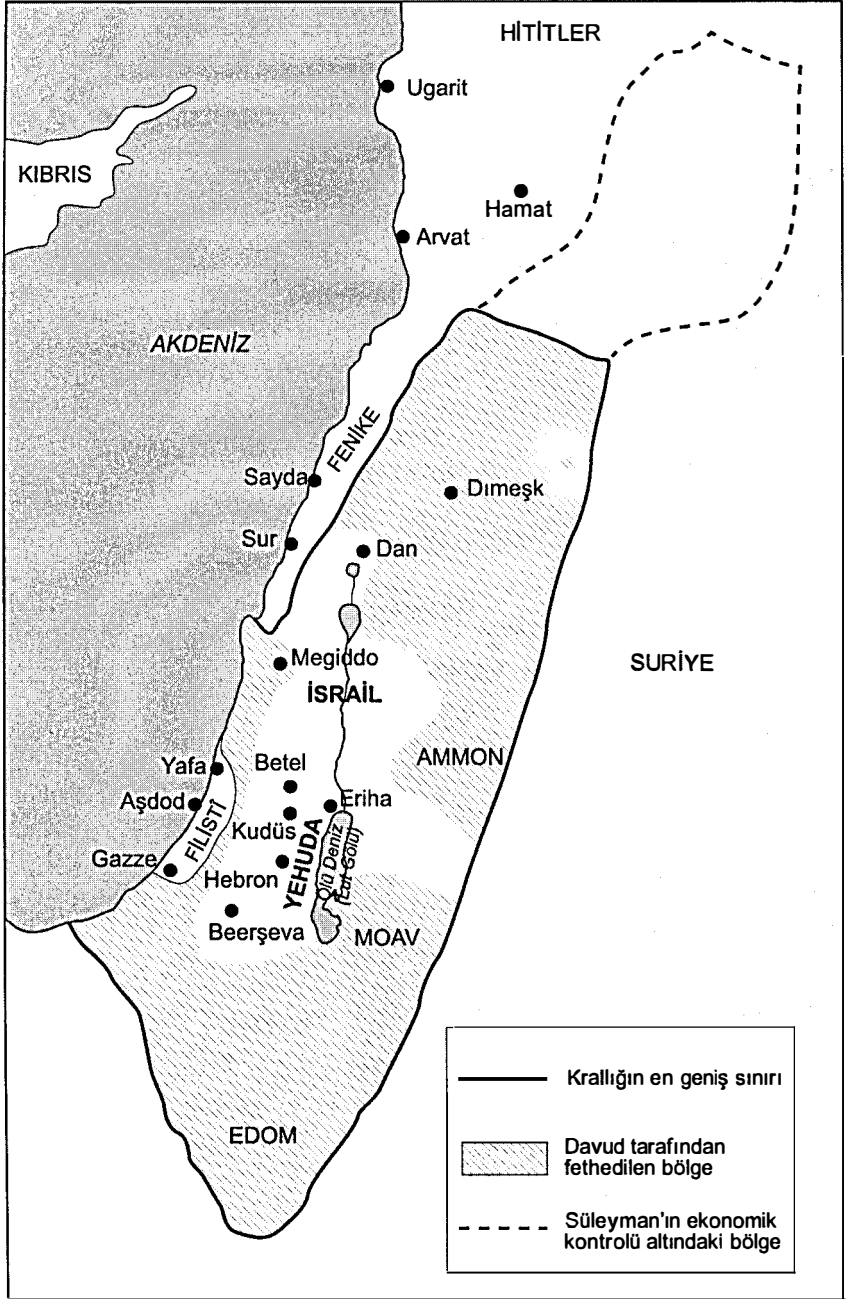 HİTİTLER
Ugarit
KIBRIS
Hamat
Arvat
AKDENİZ
FENİKE
Sayda
Dımeşk
Sur
Dan
Megiddo
SURİYE
İSRAİL
AMMON
Yafa
Betel
Aşdod
Eriha
FİLİSTİ
Kudüs
YEHUDA
Ölü Deniz
(Lut Gölü)
Gazze
Hebron
Beerşeva
MOAV
EDOM
Krallığın en geniş sınırı
Davud tarafından
fethedilen bölge
Süleyman'ın ekonomik
kontrolü altındaki bölge